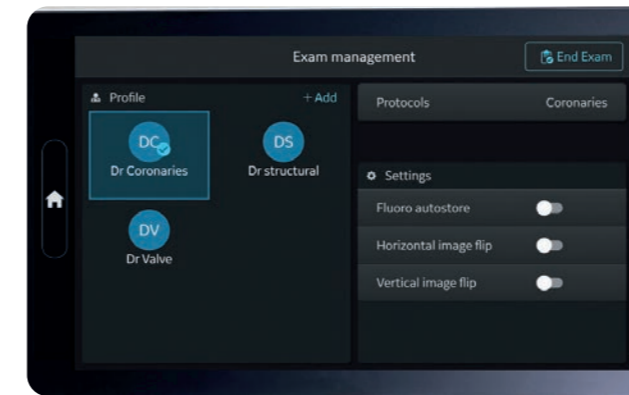 Exam management
End Exam
Profile
+ Add
DC
Dr Coronaries
DS
Dr structural
DV
Dr Valve
Protocols Coronaries
Settings
Fluoro autostore
Horizontal image flip
Vertical image flip